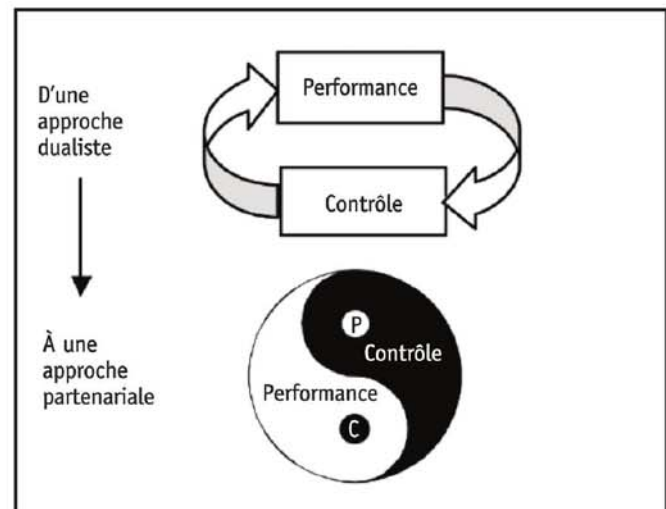 D'une
approche
dualiste
Performance
Contrôle
À une
approche
partenariale
P
Contrôle
Performance
C